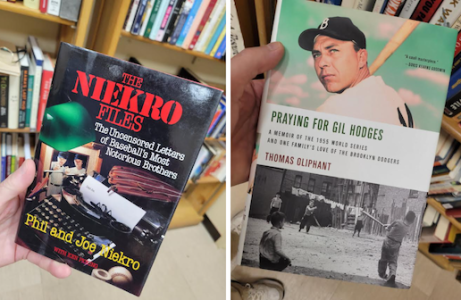 THE
NIEKRO
FILES
The Uncensored Letters
of Baseball's Most
Notorious Brothers
Phil and Joe Niekro
B
PRAYING FOR GIL HODGES
A MEMOIR OF THE 1955 WORLD SERIES
AND ONE FAMILY'S LOVE OF THE BROOKLYN DODGERS
THOMAS OLIPHANT